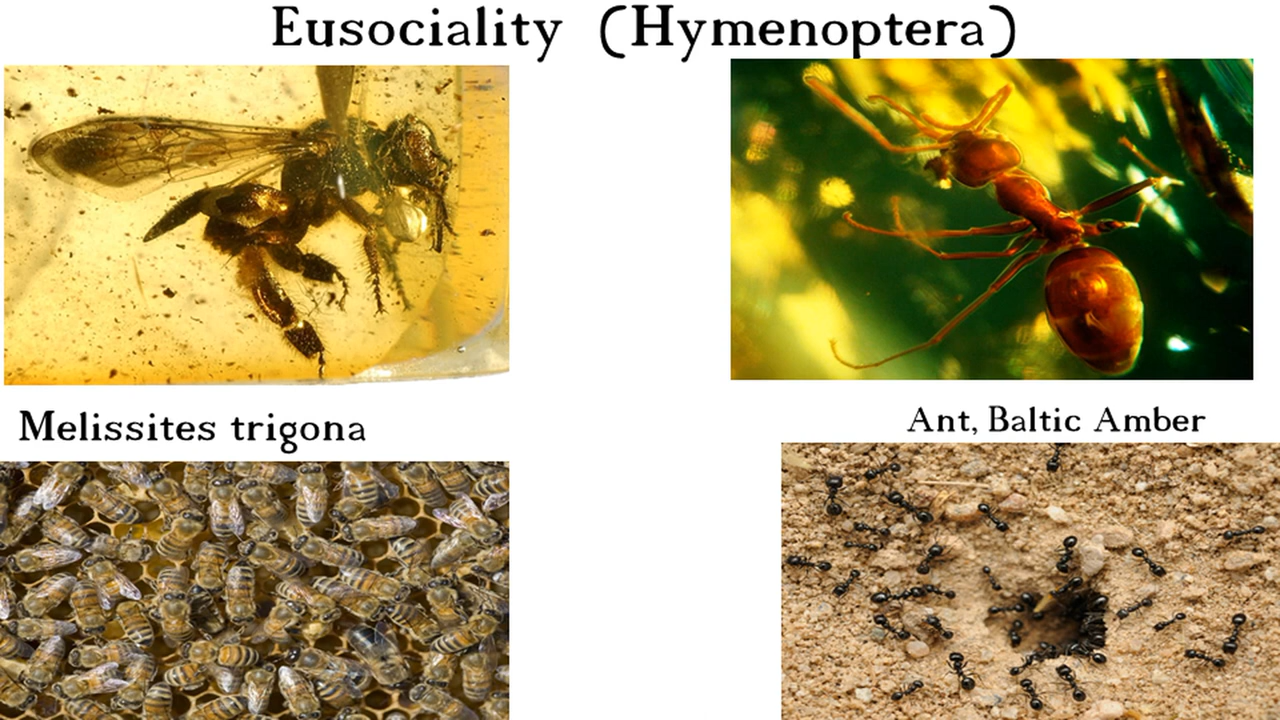 Eusociality (Hymenoptera)
Melissites trigona
Ant, Baltic Amber